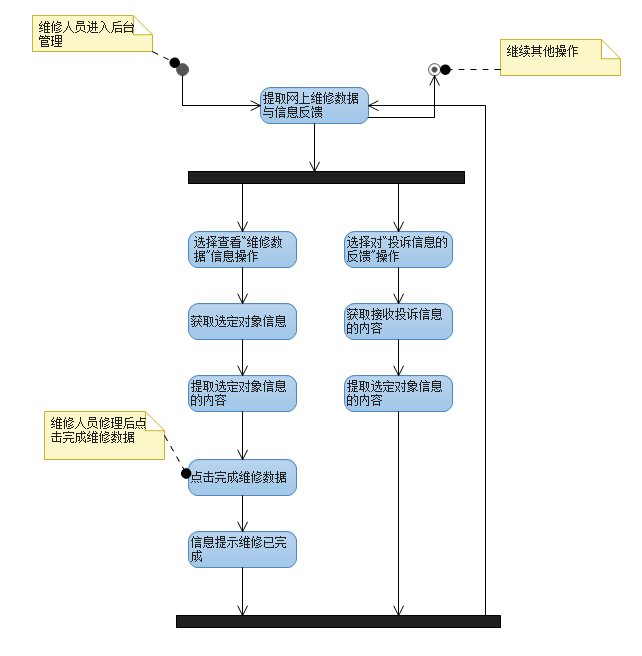 维修人员进入后台
管理
继续其他操作
提取网上维修数据
与信息反馈
选择查看“维修数
据”信息操作
选择对“投诉信息的
反馈”操作
获取选定对象信息
获取接收投诉信息
的内容
提取选定对象信息
的内容
提取选定对象信息
的内容
维修人员修理后点
击完成维修数据
点击完成维修数据
信息提示维修已完
成